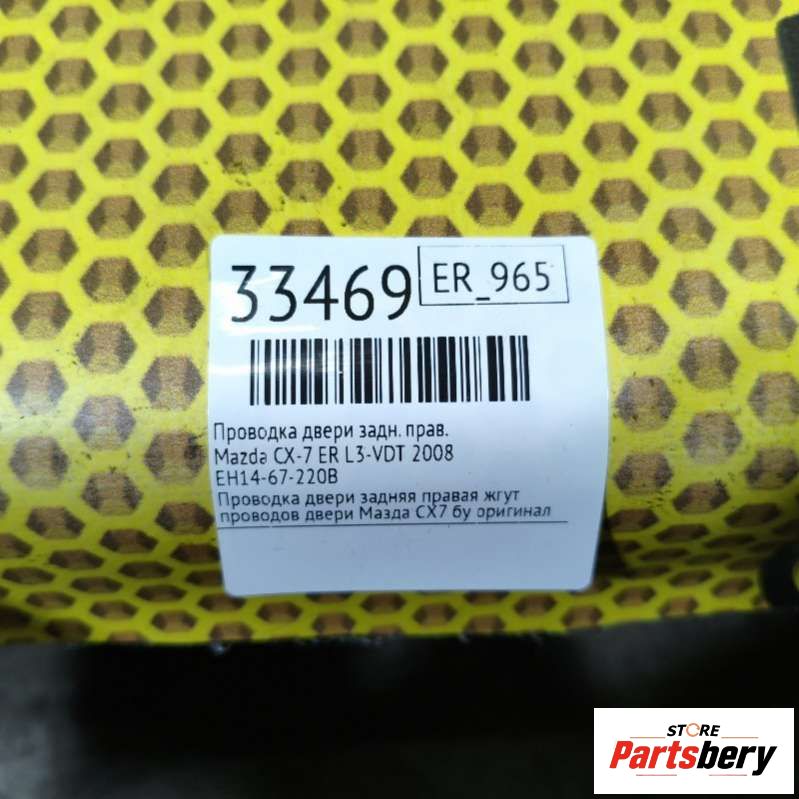 33469
ER_965
Проводка двери задн. прав.
Mazda CX-7 ER L3-VDT 2008
EH14-67-220B
Проводка двери задняя правая жгут
проводов двери Мазда СХ7 бу оригинал
STORE
Partsbery